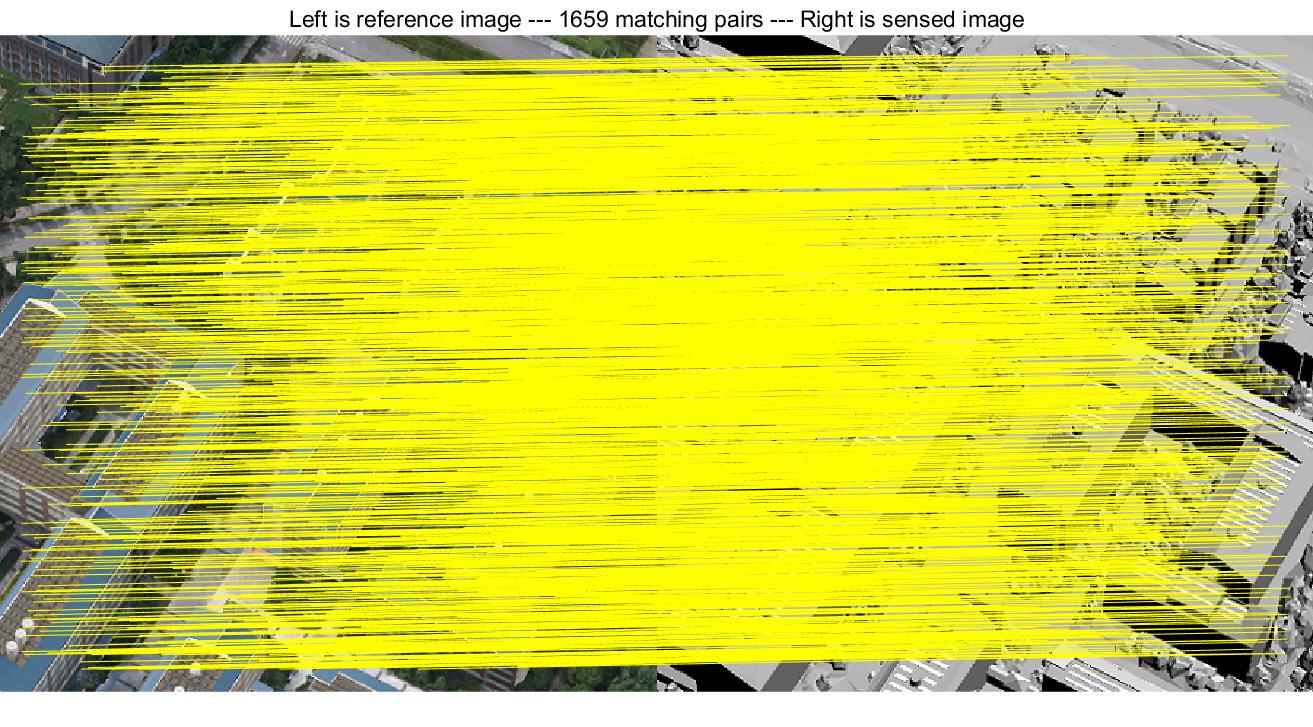 Left is reference image --- 1659 matching pairs --- Right is sensed image